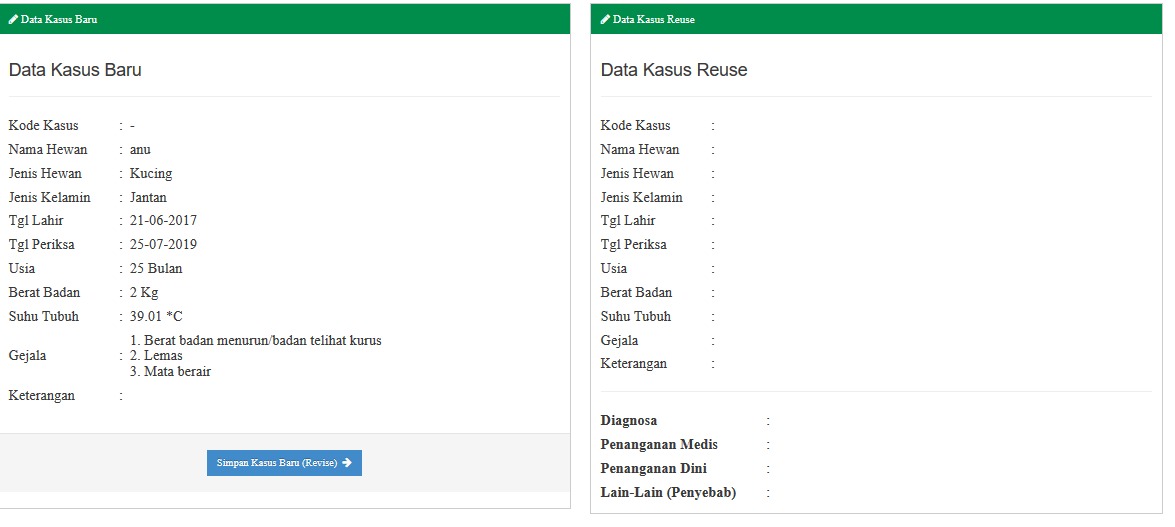 Data Kasus Baru
Data Kasus Baru
Kode Kasus : -
Nama Hewan : anu
Jenis Hewan : Kucing
Jenis Kelamin : Jantan
Tgl Lahir : 21-06-2017
Tgl Periksa : 25-07-2019
Usia : 25 Bulan
Berat Badan : 2 Kg
Suhu Tubuh : 39.01 *C
1. Berat badan menurun/badan telihat kurus
Gejala : 2. Lemas
3. Mata berair
Keterangan :
Simpan Kasus Baru (Revise)
Data Kasus Reuse
Data Kasus Reuse
Kode Kasus :
Nama Hewan :
Jenis Hewan :
Jenis Kelamin :
Tgl Lahir :
Tgl Periksa :
Usia :
Berat Badan :
Suhu Tubuh :
Gejala :
Keterangan :
Diagnosa :
Penanganan Medis :
Penanganan Dini :
Lain-Lain (Penyebab) :